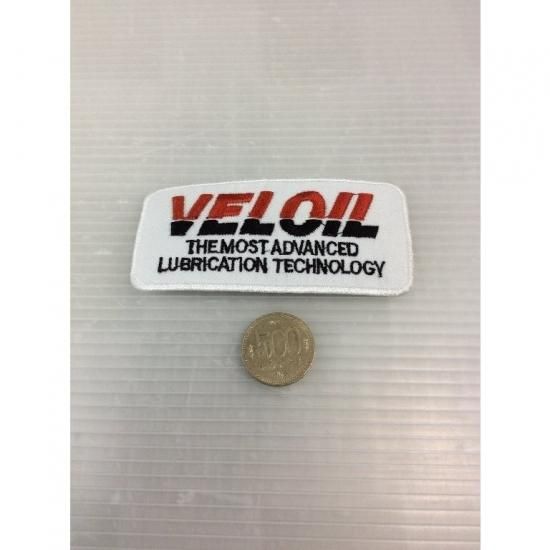 VELOIL
THE MOST ADVANCED
LUBRICATION TECHNOLOGY
500